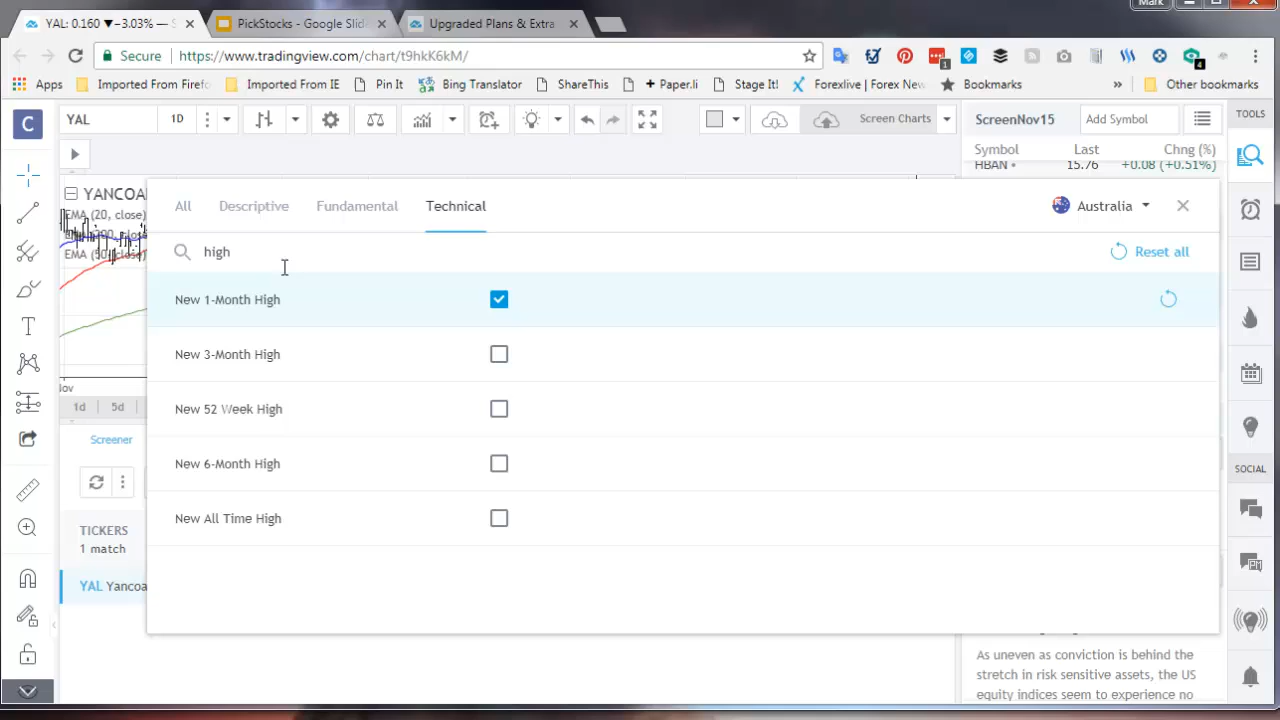 Mark
YAL: 0.160 ▼−3.03% — S
PickStocks - Google Slid
Upgraded Plans & Extra
Secure
https://www.tradingview.com/chart/t9hkK6kM/
1
4
Apps
Imported From Firefo
Imported From IE
Pin It
Bing Translator
ShareThis
+ Paper.li
Stage It!
Forexlive | Forex New
Bookmarks
»
Other bookmarks
C
YAL
1D
Screen Charts
ScreenNov15
Add Symbol
TOOLS
Symbol
Last
Chng (%)
HBAN
15.76
+0.08 (+0.51%)
YANCOA
EMA (20, close)
EMA (200, close)
EMA (50, close)
Nov
1d
5d
Screener
TICKERS
1 match
YAL Yancoa
All
Descriptive
Fundamental
Technical
Australia
high
Reset all
New 1-Month High
New 3-Month High
New 52 Week High
New 6-Month High
New All Time High
SOCIAL
As uneven as conviction is behind the
stretch in risk sensitive assets, the US
equity indices seem to experience no